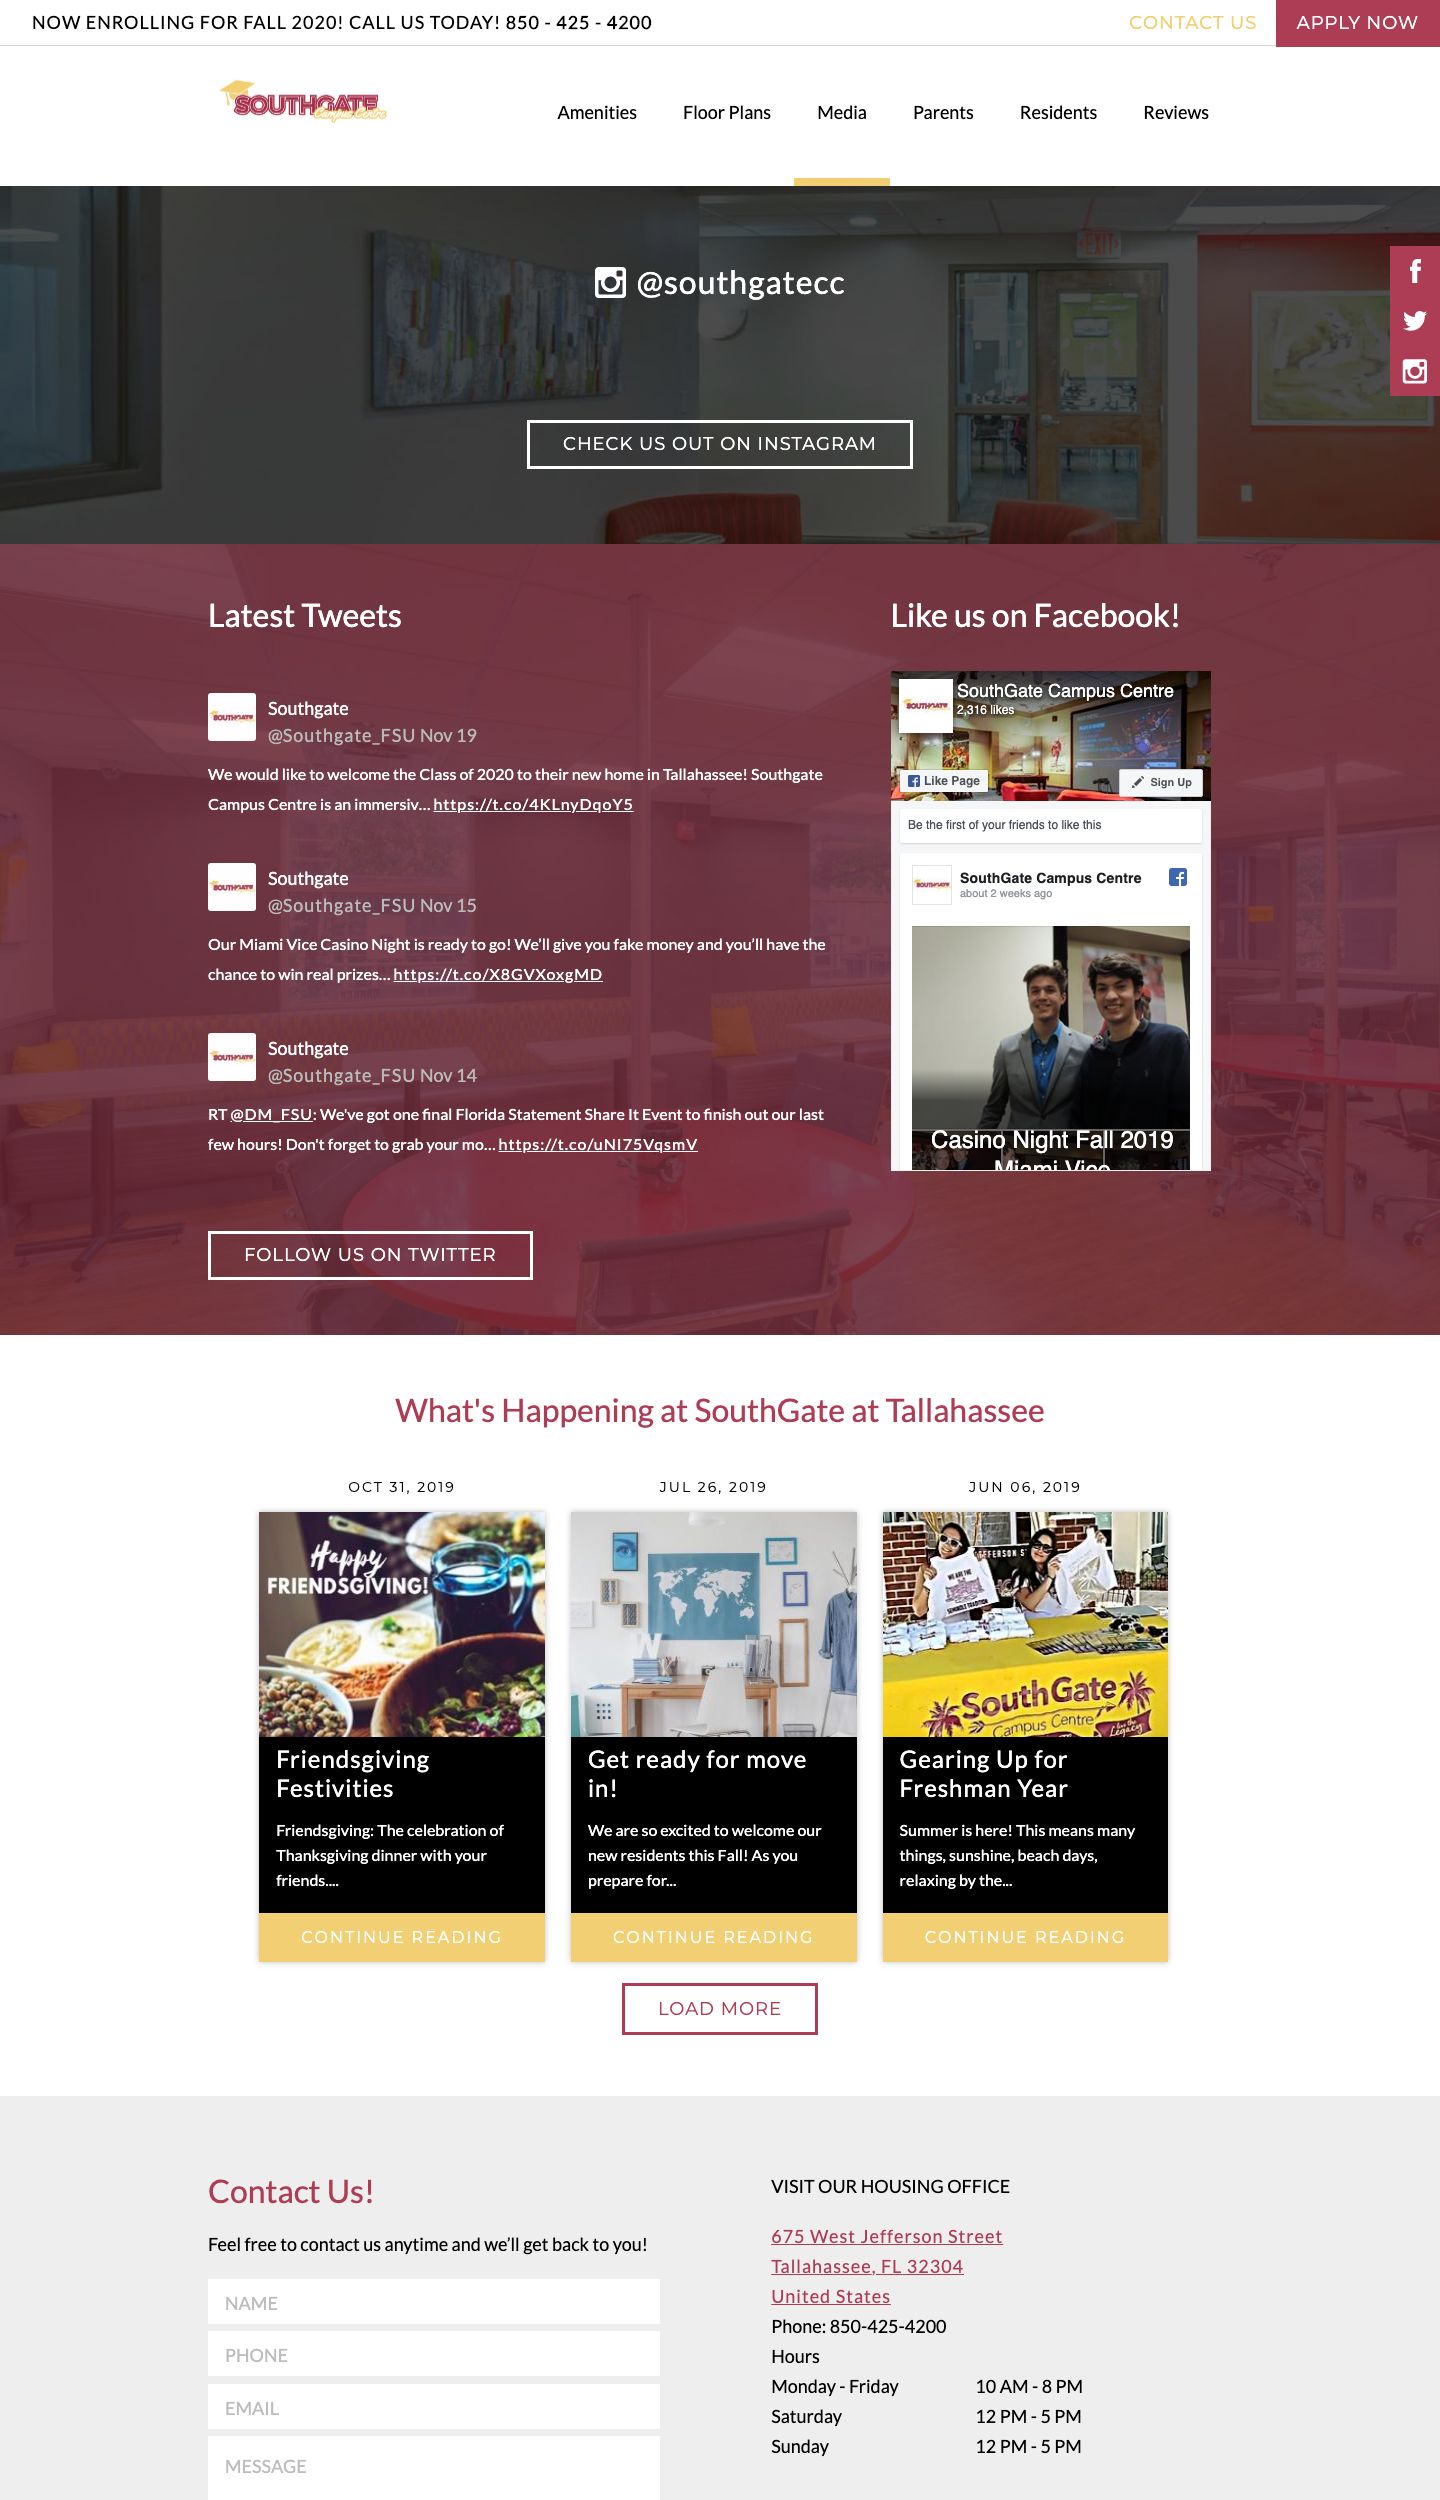 NOW ENROLLING FOR FALL 2020! CALL US TODAY! 850 - 425 - 4200
CONTACT US
APPLY NOW
SOUTHGATE
Campus Centre
Amenities
Floor Plans
Media
Parents
Residents
Reviews
EXIT
@southgatecc
CHECK US OUT ON INSTAGRAM
Latest Tweets
Southgate
@Southgate_FSU Nov 19
We would like to welcome the Class of 2020 to their new home in Tallahassee! Southgate
Campus Centre is an immersiv… https://t.co/4KLnyDqoY5
Southgate
@Southgate_FSU Nov 15
Our Miami Vice Casino Night is ready to go! We’ll give you fake money and you’ll have the
chance to win real prizes… https://t.co/X8GVXoxgMD
Southgate
@Southgate_FSU Nov 14
RT @DM_FSU: We've got one final Florida Statement Share It Event to finish out our last
few hours! Don't forget to grab your mo… https://t.co/uNI75VqsmV
FOLLOW US ON TWITTER
Like us on Facebook!
SOUTHGATE
SouthGate Campus Centre
2,316 likes
Like Page
Sign Up
Be the first of your friends to like this
SouthGate Campus Centre
about 2 weeks ago
Casino Night Fall 2019
Miami Vice
What's Happening at SouthGate at Tallahassee
OCT 31, 2019
Happy
FRIENDSGIVING!
Friendsgiving
Festivities
Friendsgiving: The celebration of
Thanksgiving dinner with your
friends....
CONTINUE READING
JUL 26, 2019
W
Get ready for move
in!
We are so excited to welcome our
new residents this Fall! As you
prepare for...
CONTINUE READING
JUN 06, 2019
JEFFERSON ST
WE ARE THE
SEMINOLE TRADITION
SouthGate
Campus Centre
Live the
Legacy
Gearing Up for
Freshman Year
Summer is here! This means many
things, sunshine, beach days,
relaxing by the...
CONTINUE READING
LOAD MORE
Contact Us!
Feel free to contact us anytime and we’ll get back to you!
NAME
PHONE
EMAIL
MESSAGE
VISIT OUR HOUSING OFFICE
675 West Jefferson Street
Tallahassee, FL 32304
United States
Phone: 850-425-4200
Hours
Monday - Friday 10 AM - 8 PM
Saturday 12 PM - 5 PM
Sunday 12 PM - 5 PM